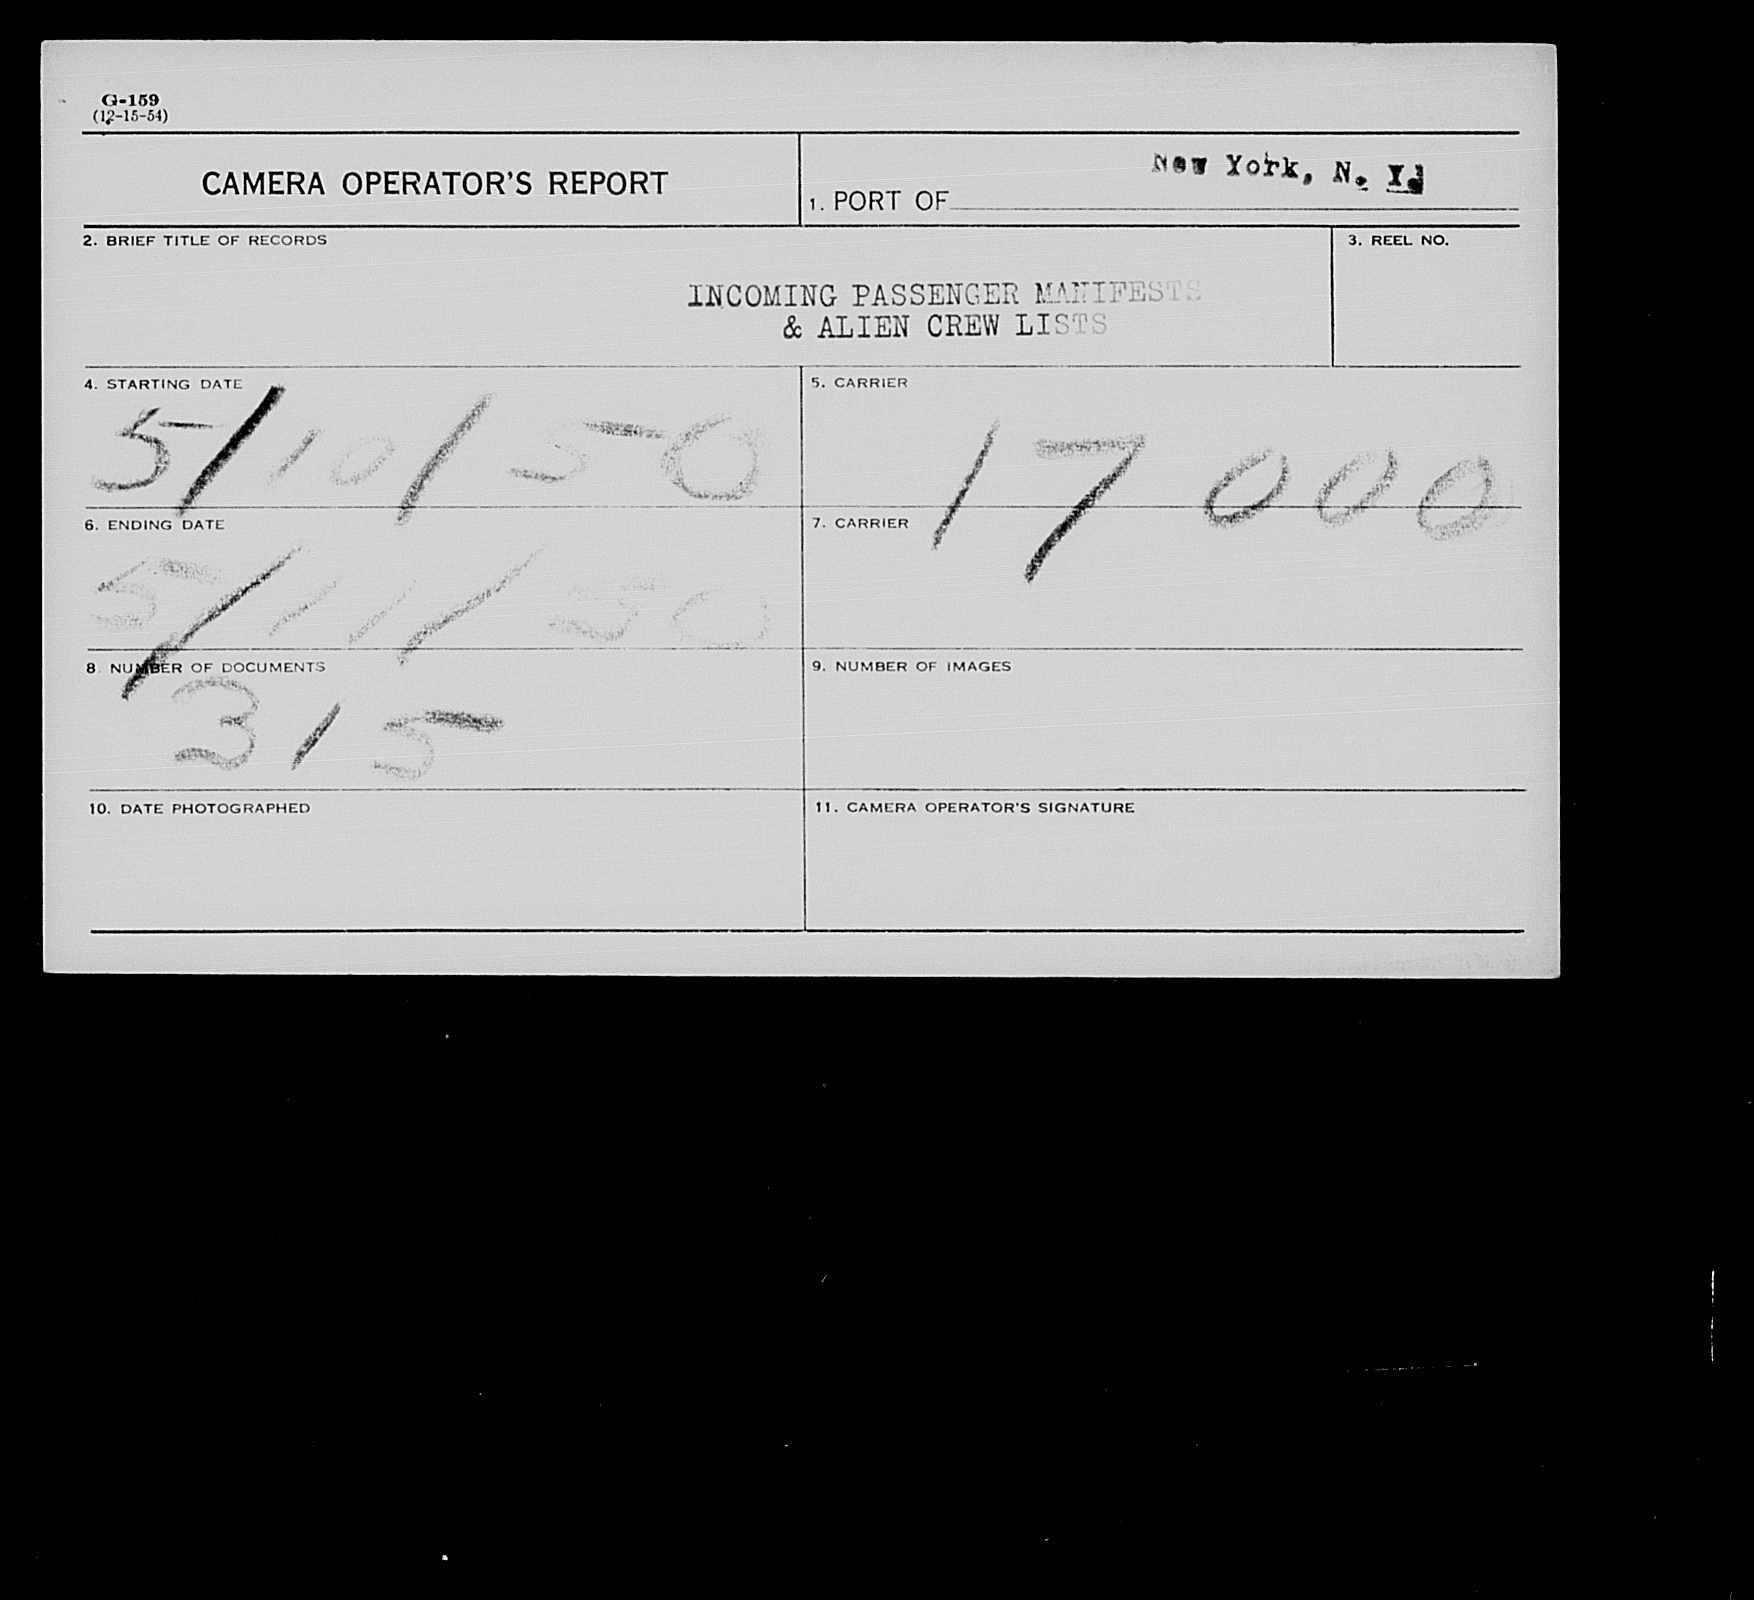 G-159
(12-15-54)
CAMERA OPERATOR'S REPORT
1. PORT OF New York, N. Y.
2. BRIEF TITLE OF RECORDS
INCOMING PASSENGER MANIFESTS
& ALIEN CREW LISTS
3. REEL NO.
4. STARTING DATE
5/10/50
5. CARRIER
17000
6. ENDING DATE
5/11/50
7. CARRIER
8. NUMBER OF DOCUMENTS
315
9. NUMBER OF IMAGES
10. DATE PHOTOGRAPHED
11. CAMERA OPERATOR'S SIGNATURE